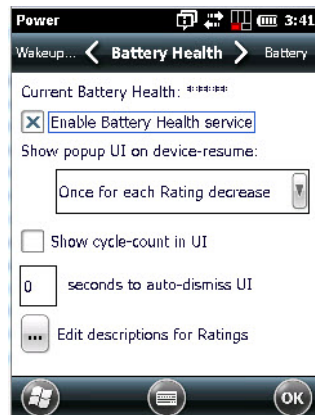 Power 3:41
Wakeup... Battery Health Battery
Current Battery Health: *****
Enable Battery Health service
Show popup UI on device-resume:
Once for each Rating decrease
Show cycle-count in UI
0 seconds to auto-dismiss UI
... Edit descriptions for Ratings
OK